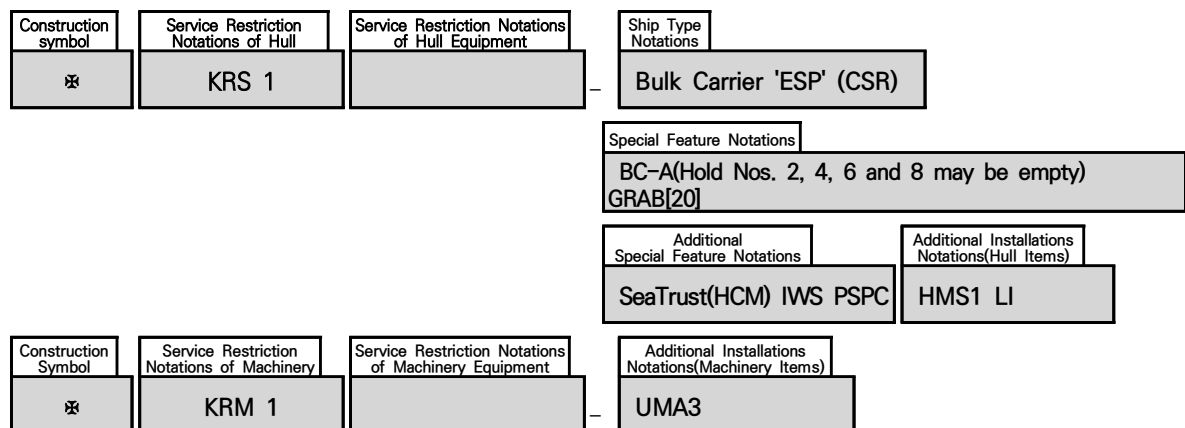 Construction
symbol
Service Restriction
Notations of Hull
Service Restriction Notations
of Hull Equipment
Ship Type
Notations
✠
KRS 1
_
Bulk Carrier 'ESP' (CSR)
Special Feature Notations
BC-A(Hold Nos. 2, 4, 6 and 8 may be empty)
GRAB[20]
Additional
Special Feature Notations
Additional Installations
Notations(Hull Items)
SeaTrust(HCM) IWS PSPC
HMS1 LI
Construction
Symbol
Service Restriction
Notations of Machinery
Service Restriction Notations
of Machinery Equipment
Additional Installations
Notations(Machinery Items)
✠
KRM 1
_
UMA3